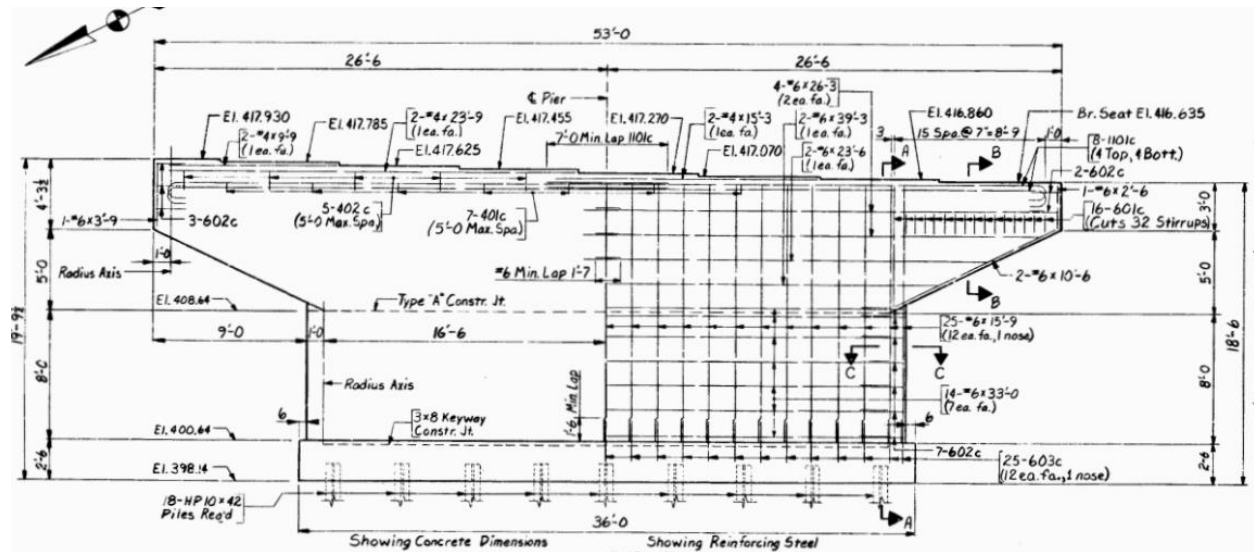 53'-0
26'-6
26'-6
℄ Pier
4-#6x26-3
(2 ea. fa.)
El. 417.930
2-#4x9'-9
(1 ea. fa.)
El. 417.785
2-#4x23'-9
(1 ea. fa.)
El. 417.625
El. 417.455
El. 417.270
7'-0 Min. Lap 1101c
2-#4x15'-3
(1 ea. fa.)
El. 417.070
2-#6x39'-3
(1 ea. fa.)
2-#6x23'-6
(1 ea. fa.)
El. 416.860
3
15 Spa. @ 7"= 8'-9
1'-0
Br. Seat El. 416.635
8-1101c
(4 Top, 4 Bott.)
2-602c
1-#6x2'-6
16-601c
(Cuts 32 Stirrups)
A
B
4'-3½
1-#6x3'-9
3-602c
5-402c
(5'-0 Max. Spa)
7-401c
(5'-0 Max. Spa)
3'-0
1'-0
Radius Axis
#6 Min. Lap 1'-7
2-#6x10'-6
B
5'-0
5'-0
El. 408.64
Type "A" Constr. Jt.
9'-0
1'-0
16'-6
25-#6x15'-9
(12 ea. fa., 1 nose)
C
C
19'-9½
18'-6
8'-0
8'-0
Radius Axis
14-#6x33'-0
(7 ea. fa.)
6
3x8 Keyway
Constr. Jt.
1'-6 Min. Lap
6
El. 400.64
7-602c
2'-6
2-6
El. 398.14
25-603c
(12 ea. fa., 1 nose)
18-HP 10x42
Piles Req'd
A
36'-0
Showing Concrete Dimensions
Showing Reinforcing Steel